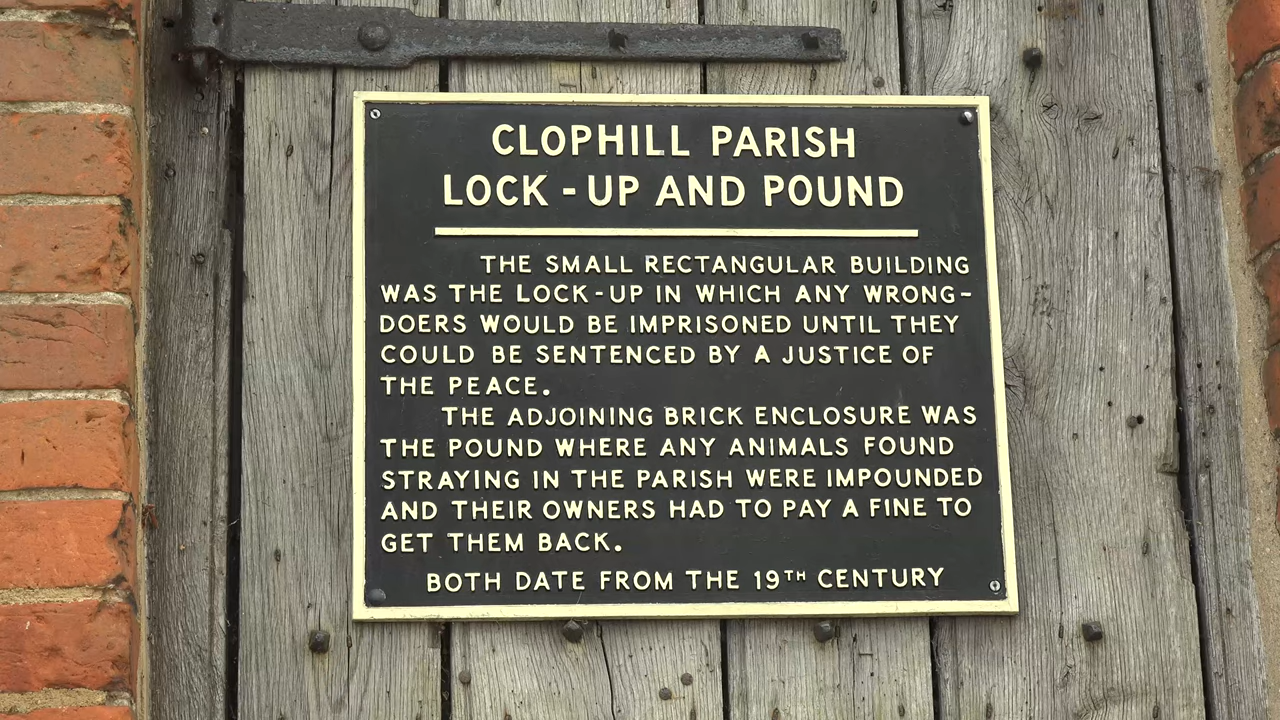 CLOPHILL PARISH
LOCK-UP AND POUND
THE SMALL RECTANGULAR BUILDING
WAS THE LOCK-UP IN WHICH ANY WRONG-
DOERS WOULD BE IMPRISONED UNTIL THEY
COULD BE SENTENCED BY A JUSTICE OF
THE PEACE.
THE ADJOINING BRICK ENCLOSURE WAS
THE POUND WHERE ANY ANIMALS FOUND
STRAYING IN THE PARISH WERE IMPOUNDED
AND THEIR OWNERS HAD TO PAY A FINE TO
GET THEM BACK.
BOTH DATE FROM THE 19TH CENTURY